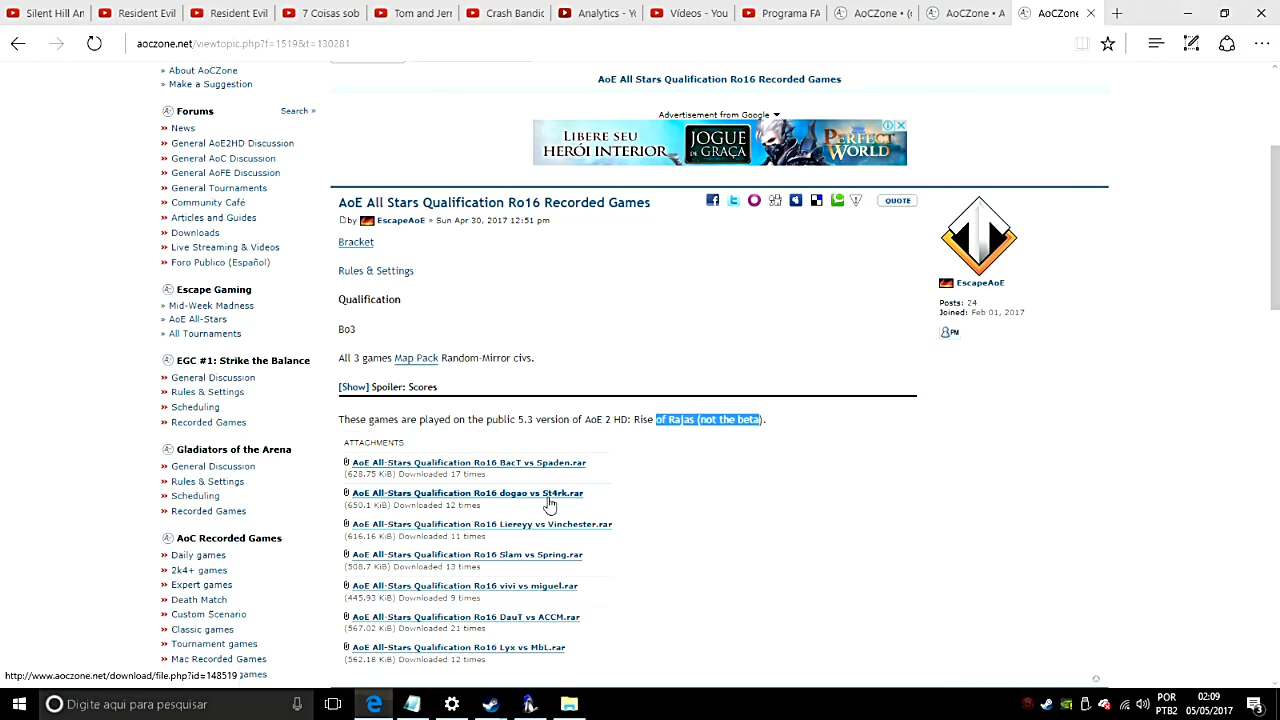 Silent Hill An
Resident Evil
Resident Evil
7 Coisas sob
Tom and Jerr
Crash Bandic
Analytics - Yo
Vídeos - You
Programa FA
AoCZone • (
AoCZone • A
AoCZone
aoczone.net/viewtopic.php?f=1519&t=130281
» About AoCZone
» Make a Suggestion
Forums
Search »
News
General AoE2HD Discussion
General AoC Discussion
General AoFE Discussion
General Tournaments
Community Café
Articles and Guides
Downloads
Live Streaming & Videos
Foro Publico (Español)
Escape Gaming
» Mid-Week Madness
» AoE All-Stars
» All Tournaments
EGC #1: Strike the Balance
General Discussion
Rules & Settings
Scheduling
Recorded Games
Gladiators of the Arena
General Discussion
Rules & Settings
Scheduling
Recorded Games
AoC Recorded Games
Daily games
2k4+ games
Expert games
Death Match
Custom Scenario
Classic games
Tournament games
Mac Recorded Games
games
AoE All Stars Qualification Ro16 Recorded Games
Advertisement from Google
LIBERE SEU
HERÓI INTERIOR
JOGUE
DE GRAÇA
PERFECT
WORLD
AoE All Stars Qualification Ro16 Recorded Games
QUOTE
by EscapeAoE » Sun Apr 30, 2017 12:51 pm
Bracket
Rules & Settings
Qualification
Bo3
All 3 games Map Pack Random-Mirror civs.
[Show] Spoiler: Scores
These games are played on the public 5.3 version of AoE 2 HD: Rise of Rajas (not the beta).
ATTACHMENTS
AoE All-Stars Qualification Ro16 BacT vs Spaden.rar
(628.75 KiB) Downloaded 17 times
AoE All-Stars Qualification Ro16 dogao vs St4rk.rar
(650.1 KiB) Downloaded 12 times
AoE All-Stars Qualification Ro16 Liereyy vs Vinchester.rar
(616.16 KiB) Downloaded 11 times
AoE All-Stars Qualification Ro16 Slam vs Spring.rar
(508.7 KiB) Downloaded 13 times
AoE All-Stars Qualification Ro16 vivi vs miguel.rar
(445.93 KiB) Downloaded 9 times
AoE All-Stars Qualification Ro16 DauT vs ACCM.rar
(567.02 KiB) Downloaded 21 times
AoE All-Stars Qualification Ro16 Lyx vs MbL.rar
(562.18 KiB) Downloaded 12 times
EscapeAoE
Posts: 24
Joined: Feb 01, 2017
PM
http://www.aoczone.net/download/file.php?id=148519
Digite aqui para pesquisar
POR
PTB2
02:09
05/05/2017
3